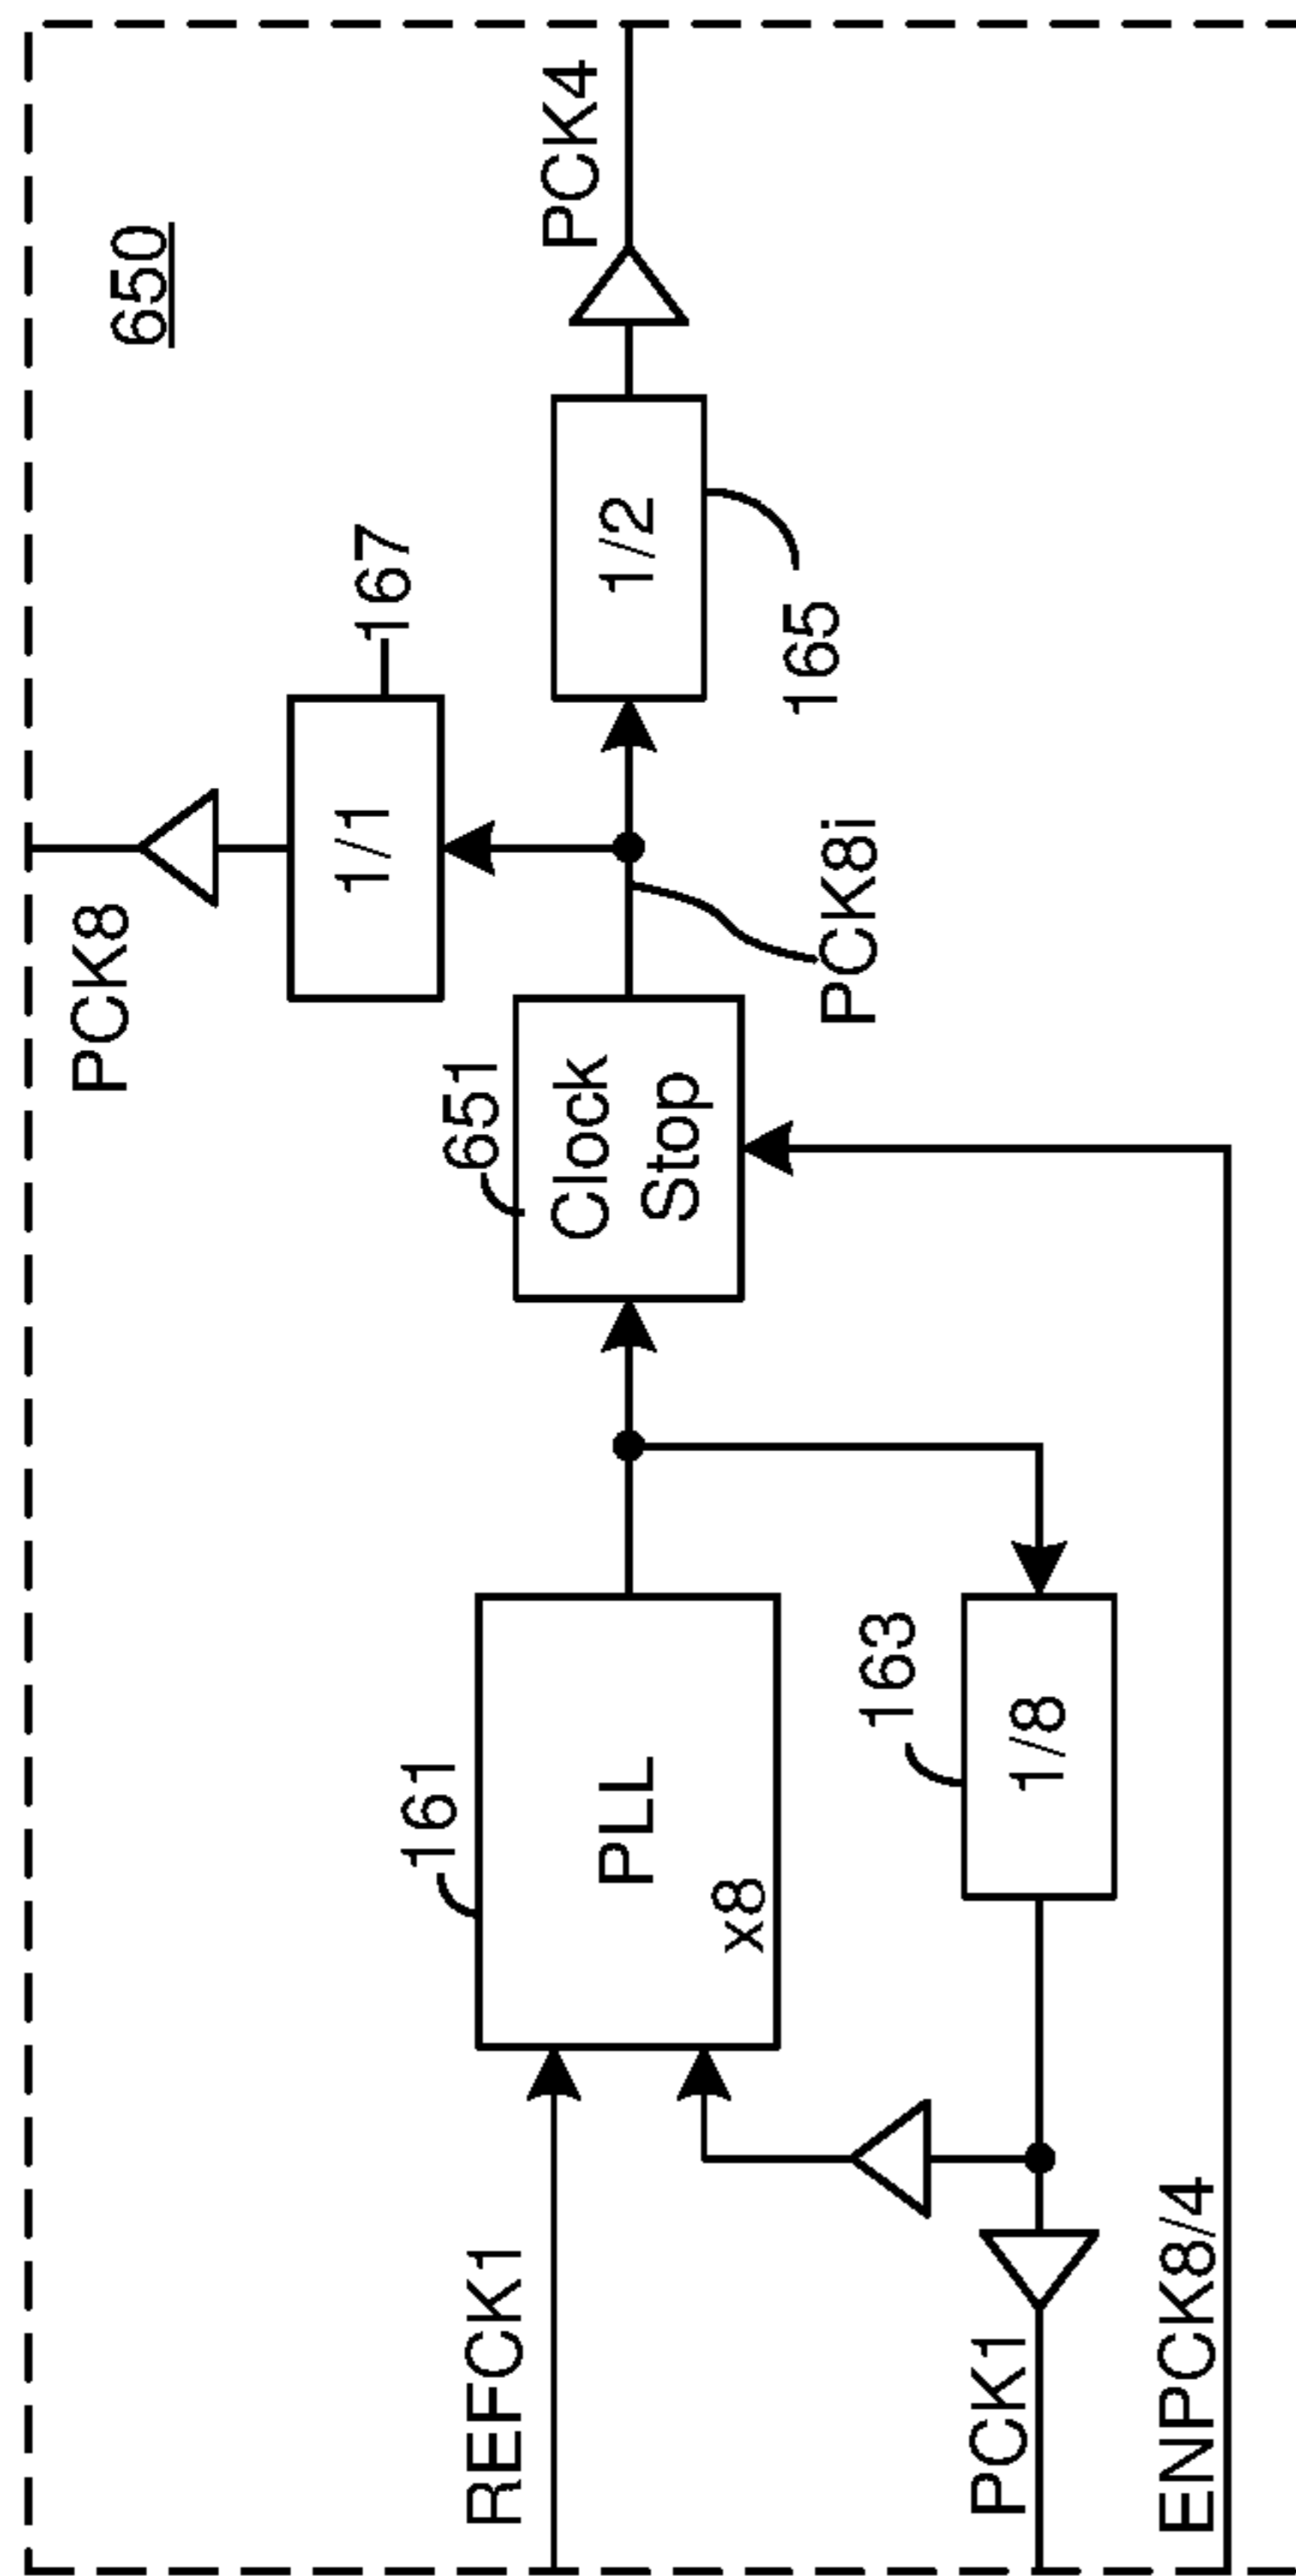 650
PCK8
PCK4
167
1/1
1/2
165
651
Clock
Stop
PCK8i
161
PLL
x8
163
1/8
REFCK1
PCK1
ENPCK8/4